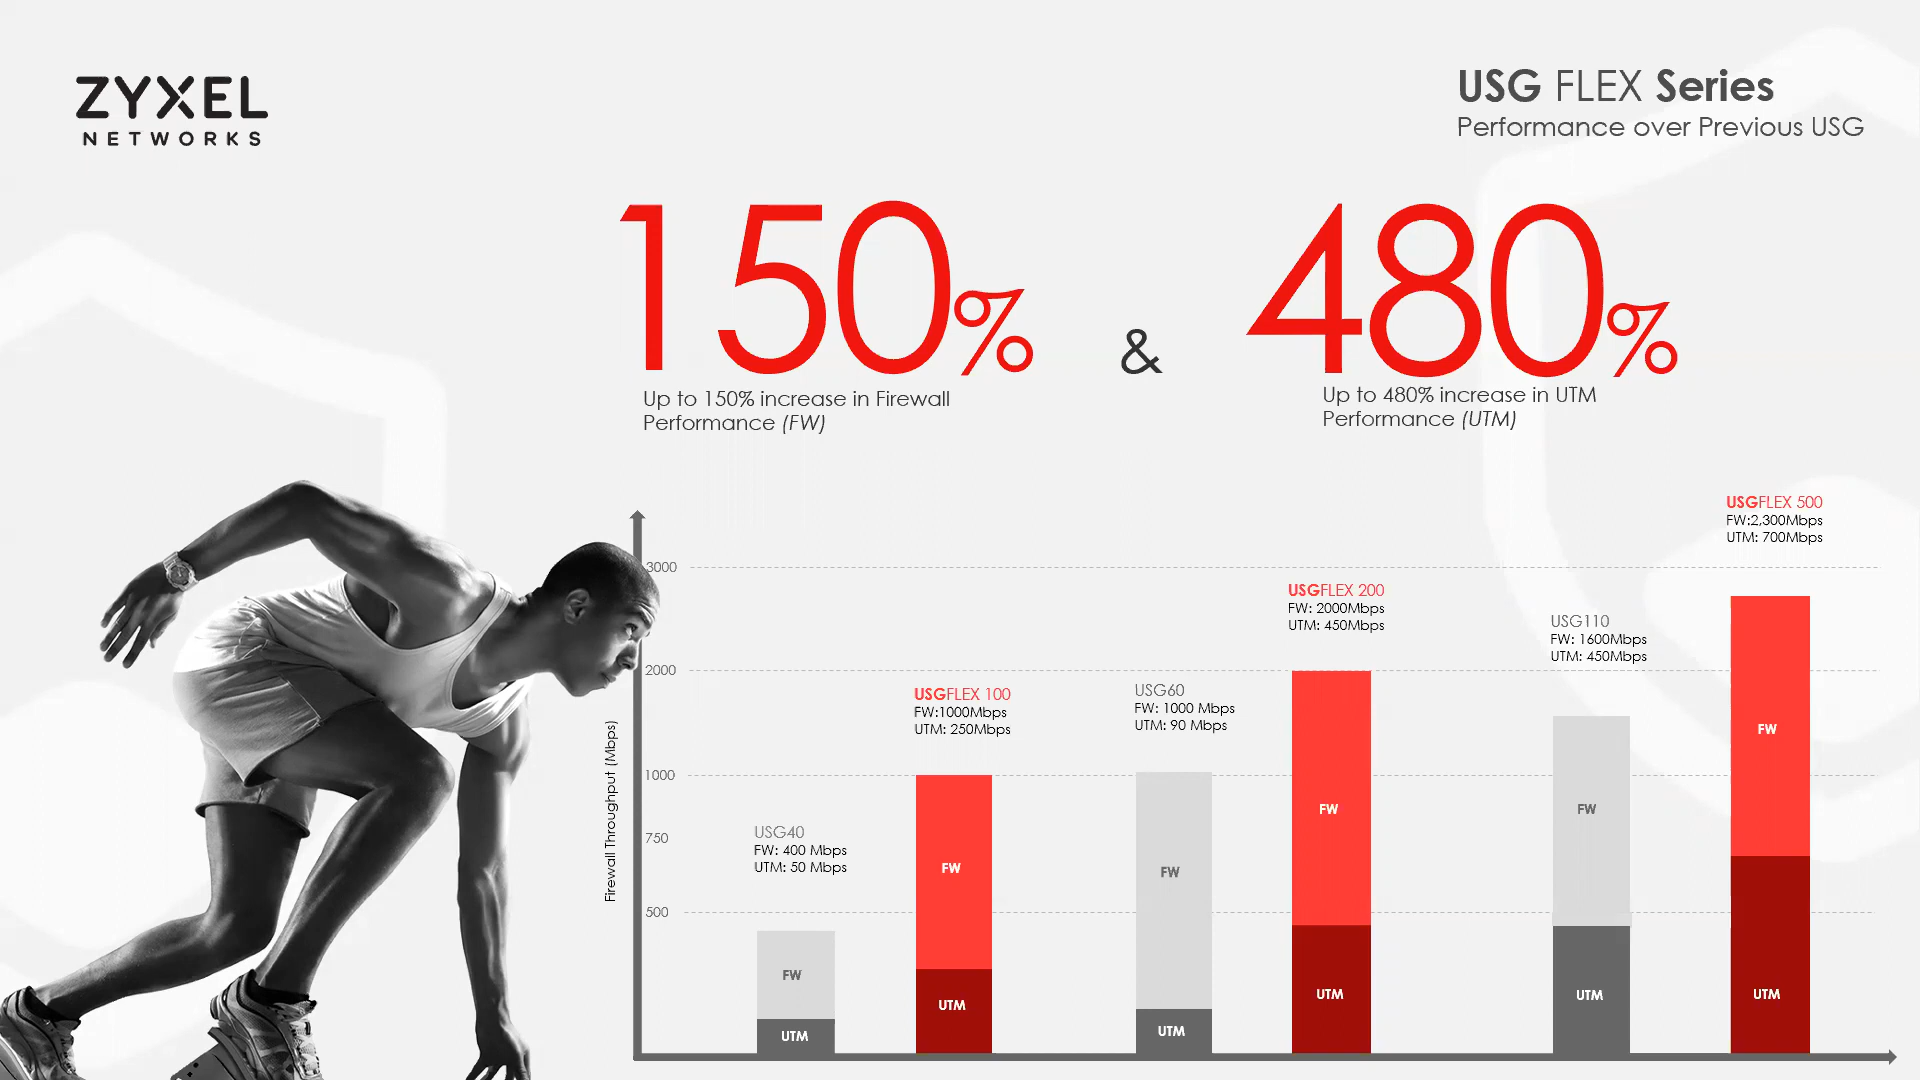 ZYXEL
NETWORKS
USG FLEX Series
Performance over Previous USG
150%
&
480%
Up to 150% increase in Firewall
Performance (FW)
Up to 480% increase in UTM
Performance (UTM)
Firewall Throughput (Mbps)
3000
2000
1000
750
500
USG40
FW: 400 Mbps
UTM: 50 Mbps
FW
UTM
USGFLEX 100
FW:1000Mbps
UTM: 250Mbps
FW
UTM
USG60
FW: 1000 Mbps
UTM: 90 Mbps
FW
UTM
USGFLEX 200
FW: 2000Mbps
UTM: 450Mbps
FW
UTM
USG110
FW: 1600Mbps
UTM: 450Mbps
FW
UTM
USGFLEX 500
FW:2,300Mbps
UTM: 700Mbps
FW
UTM